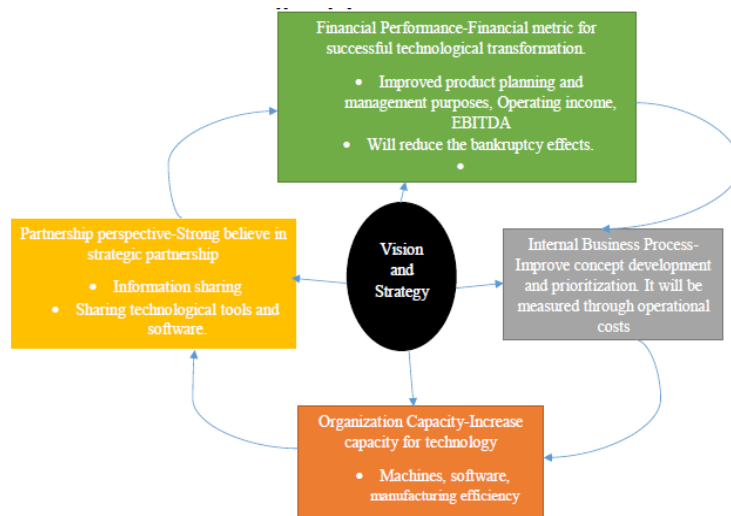 Financial Performance-Financial metric for
successful technological transformation.
• Improved product planning and
management purposes, Operating income,
EBITDA
• Will reduce the bankruptcy effects.
•
Partnership perspective-Strong believe in
strategic partnership
• Information sharing
• Sharing technological tools and
software.
Vision
and
Strategy
Internal Business Process-
Improve concept development
and prioritization. It will be
measured through operational
costs
Organization Capacity-Increase
capacity for technology
• Machines, software,
manufacturing efficiency